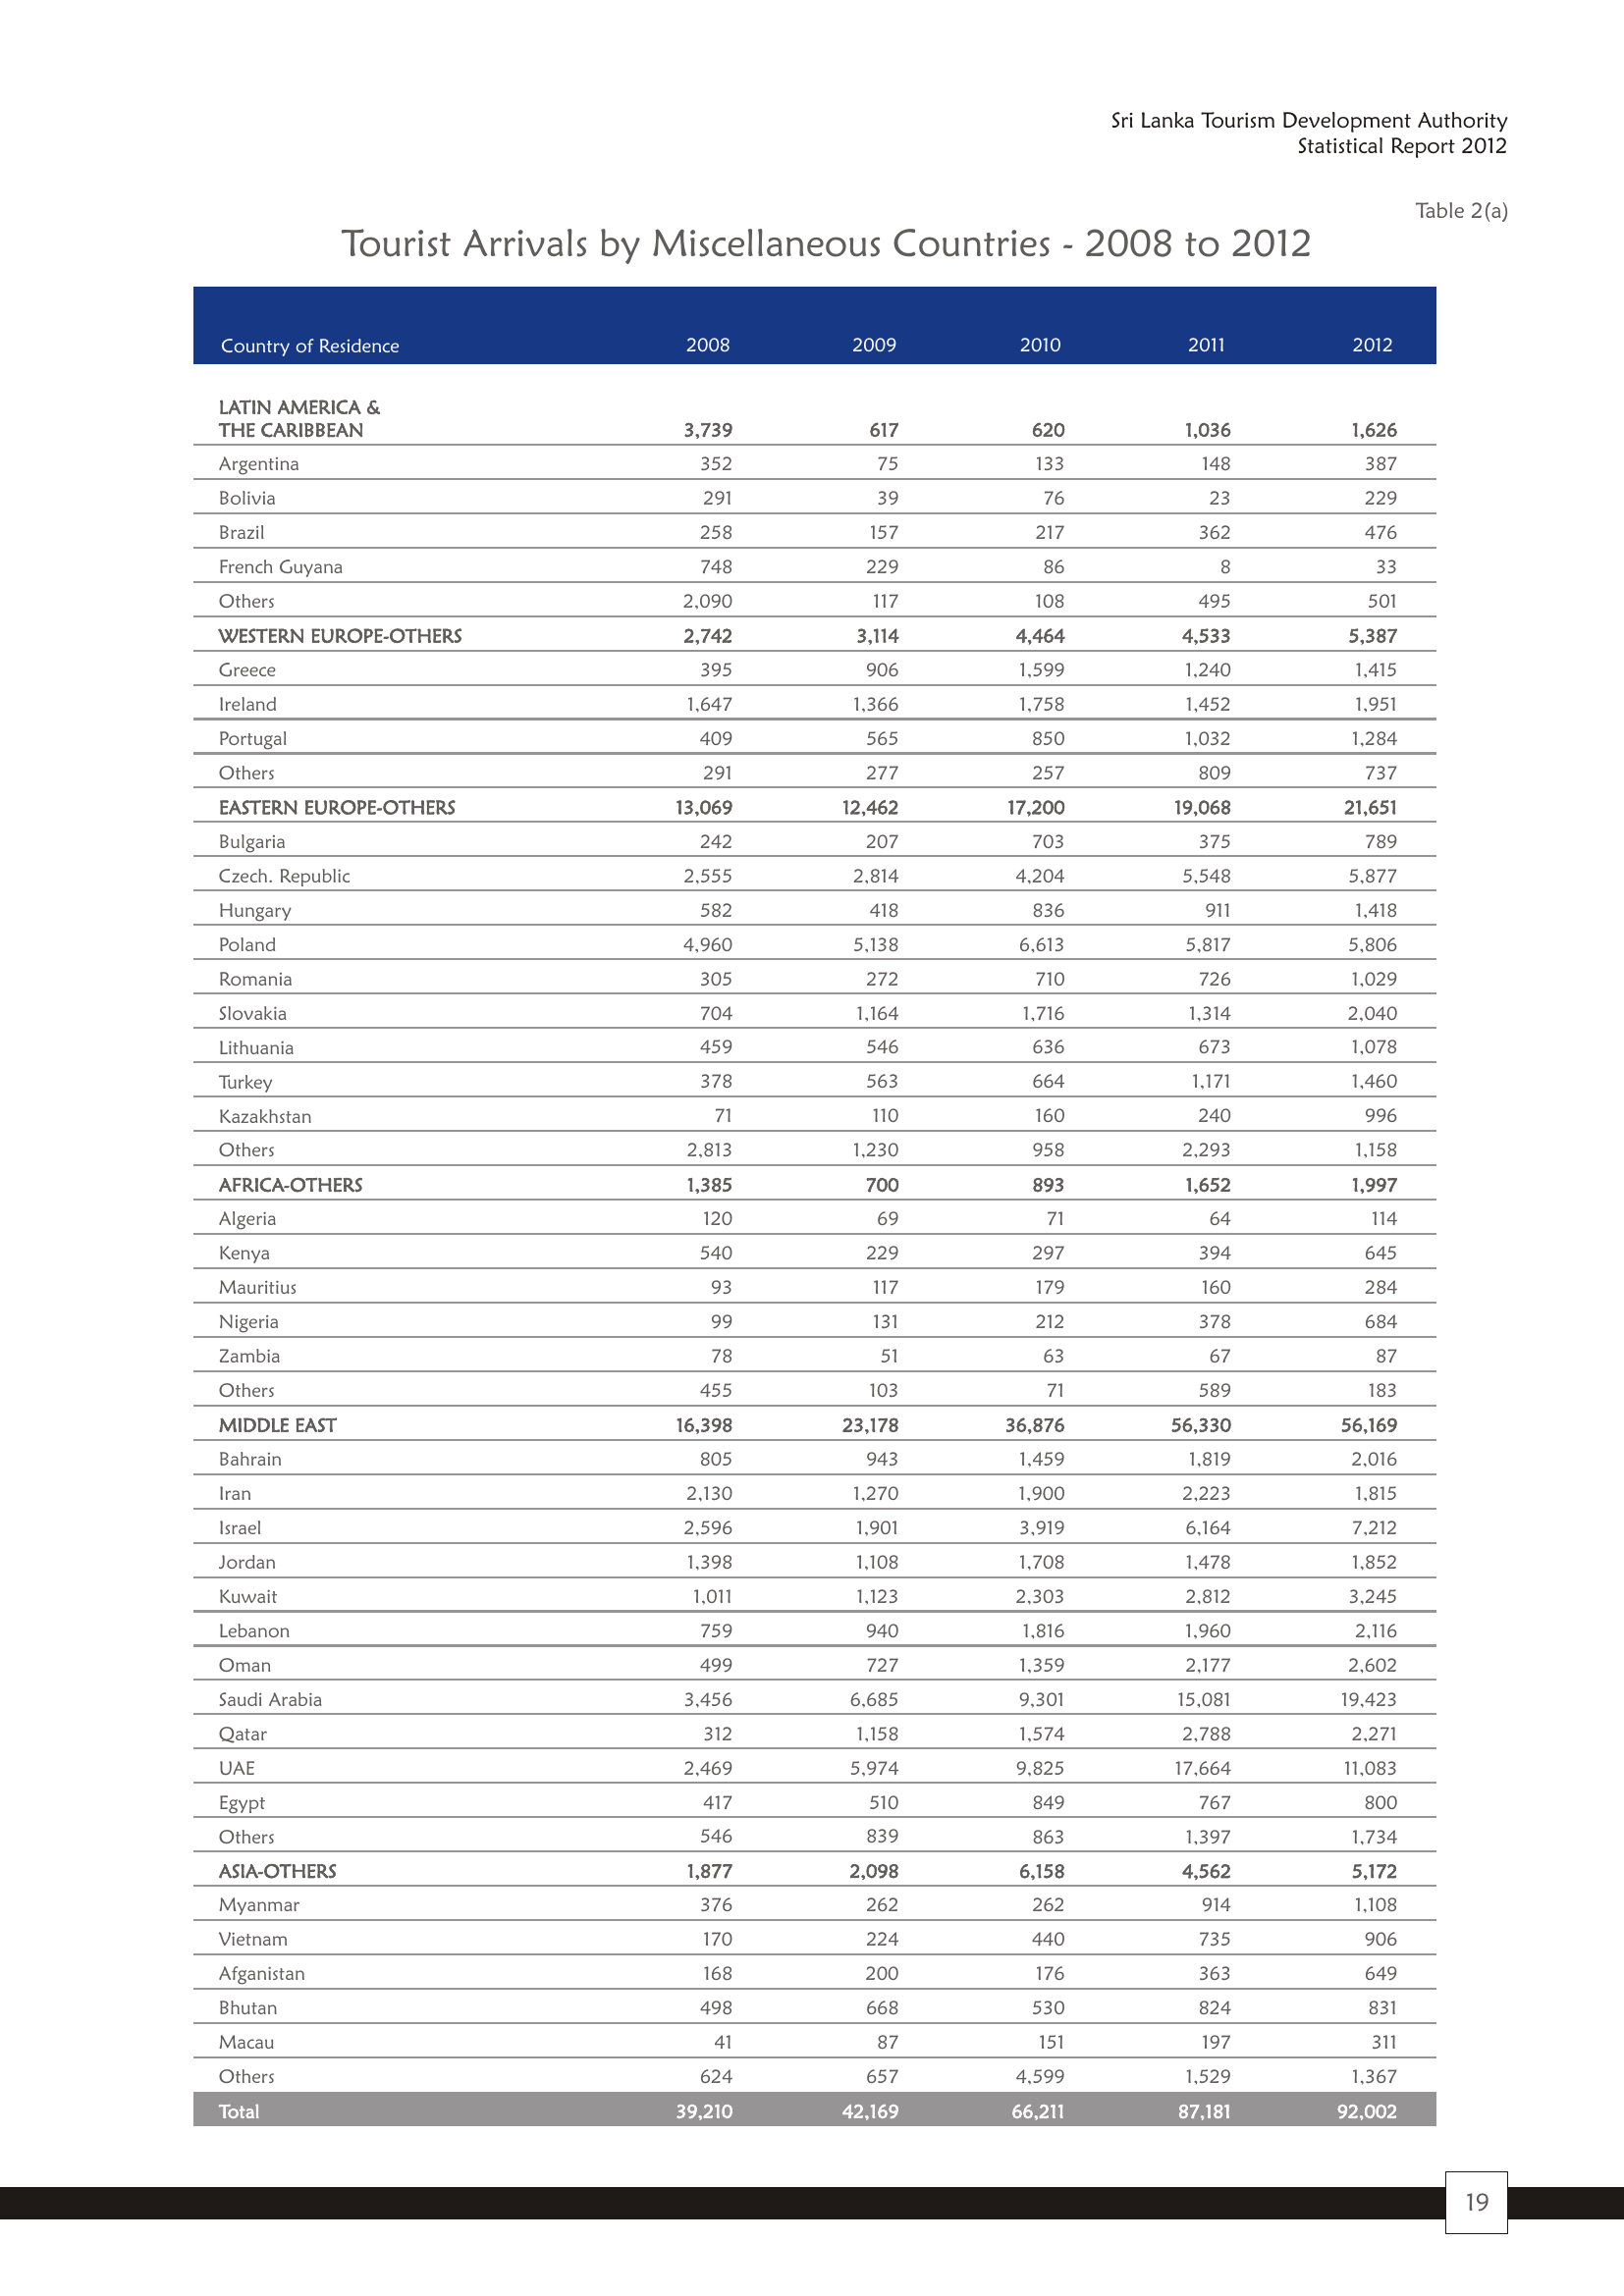 Sri Lanka Tourism Development Authority
Statistical Report 2012
Table 2(a)
Tourist Arrivals by Miscellaneous Countries - 2008 to 2012
Country of Residence 2008 2009 2010 2011 2012
LATIN AMERICA &
THE CARIBBEAN 3,739 617 620 1,036 1,626
Argentina 352 75 133 148 387
Bolivia 291 39 76 23 229
Brazil 258 157 217 362 476
French Guyana 748 229 86 8 33
Others 2,090 117 108 495 501
WESTERN EUROPE-OTHERS 2,742 3,114 4,464 4,533 5,387
Greece 395 906 1,599 1,240 1,415
Ireland 1,647 1,366 1,758 1,452 1,951
Portugal 409 565 850 1,032 1,284
Others 291 277 257 809 737
EASTERN EUROPE-OTHERS 13,069 12,462 17,200 19,068 21,651
Bulgaria 242 207 703 375 789
Czech. Republic 2,555 2,814 4,204 5,548 5,877
Hungary 582 418 836 911 1,418
Poland 4,960 5,138 6,613 5,817 5,806
Romania 305 272 710 726 1,029
Slovakia 704 1,164 1,716 1,314 2,040
Lithuania 459 546 636 673 1,078
Turkey 378 563 664 1,171 1,460
Kazakhstan 71 110 160 240 996
Others 2,813 1,230 958 2,293 1,158
AFRICA-OTHERS 1,385 700 893 1,652 1,997
Algeria 120 69 71 64 114
Kenya 540 229 297 394 645
Mauritius 93 117 179 160 284
Nigeria 99 131 212 378 684
Zambia 78 51 63 67 87
Others 455 103 71 589 183
MIDDLE EAST 16,398 23,178 36,876 56,330 56,169
Bahrain 805 943 1,459 1,819 2,016
Iran 2,130 1,270 1,900 2,223 1,815
Israel 2,596 1,901 3,919 6,164 7,212
Jordan 1,398 1,108 1,708 1,478 1,852
Kuwait 1,011 1,123 2,303 2,812 3,245
Lebanon 759 940 1,816 1,960 2,116
Oman 499 727 1,359 2,177 2,602
Saudi Arabia 3,456 6,685 9,301 15,081 19,423
Qatar 312 1,158 1,574 2,788 2,271
UAE 2,469 5,974 9,825 17,664 11,083
Egypt 417 510 849 767 800
Others 546 839 863 1,397 1,734
ASIA-OTHERS 1,877 2,098 6,158 4,562 5,172
Myanmar 376 262 262 914 1,108
Vietnam 170 224 440 735 906
Afganistan 168 200 176 363 649
Bhutan 498 668 530 824 831
Macau 41 87 151 197 311
Others 624 657 4,599 1,529 1,367
Total 39,210 42,169 66,211 87,181 92,002
19